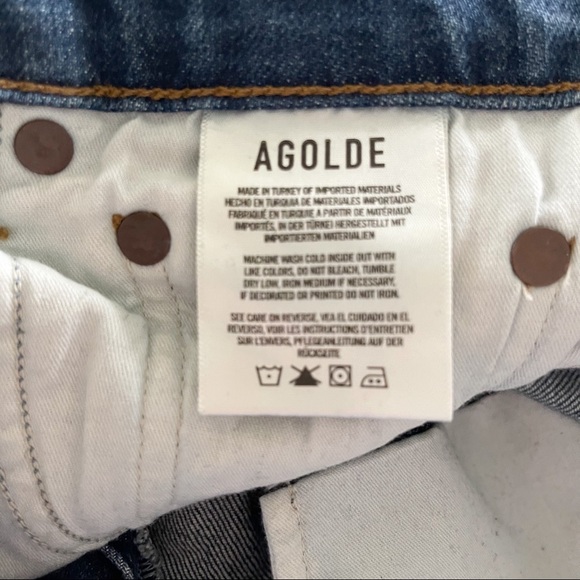 AGOLDE
MADE IN TURKEY OF IMPORTED MATERIALS
HECHO EN TURQUIA DE MATERIALES IMPORTADOS
FABRIQUÉ EN TURQUIE A PARTIR DE MATÉRIAUX
IMPORTÉS, IN DER TÜRKEI HERGESTELLT MIT
IMPORTIERTEN MATERIALIEN
MACHINE WASH COLD INSIDE OUT WITH
LIKE COLORS, DO NOT BLEACH, TUMBLE
DRY LOW, IRON MEDIUM IF NECESSARY,
IF DECORATED OR PRINTED DO NOT IRON.
SEE CARE ON REVERSE, VEA EL CUIDADO EN EL
REVERSO, VOIR LES INSTRUCTIONS D'ENTRETIEN
SUR L'ENVERS, PFLEGEANLEITUNG AUF DER
RÜCKSEITE